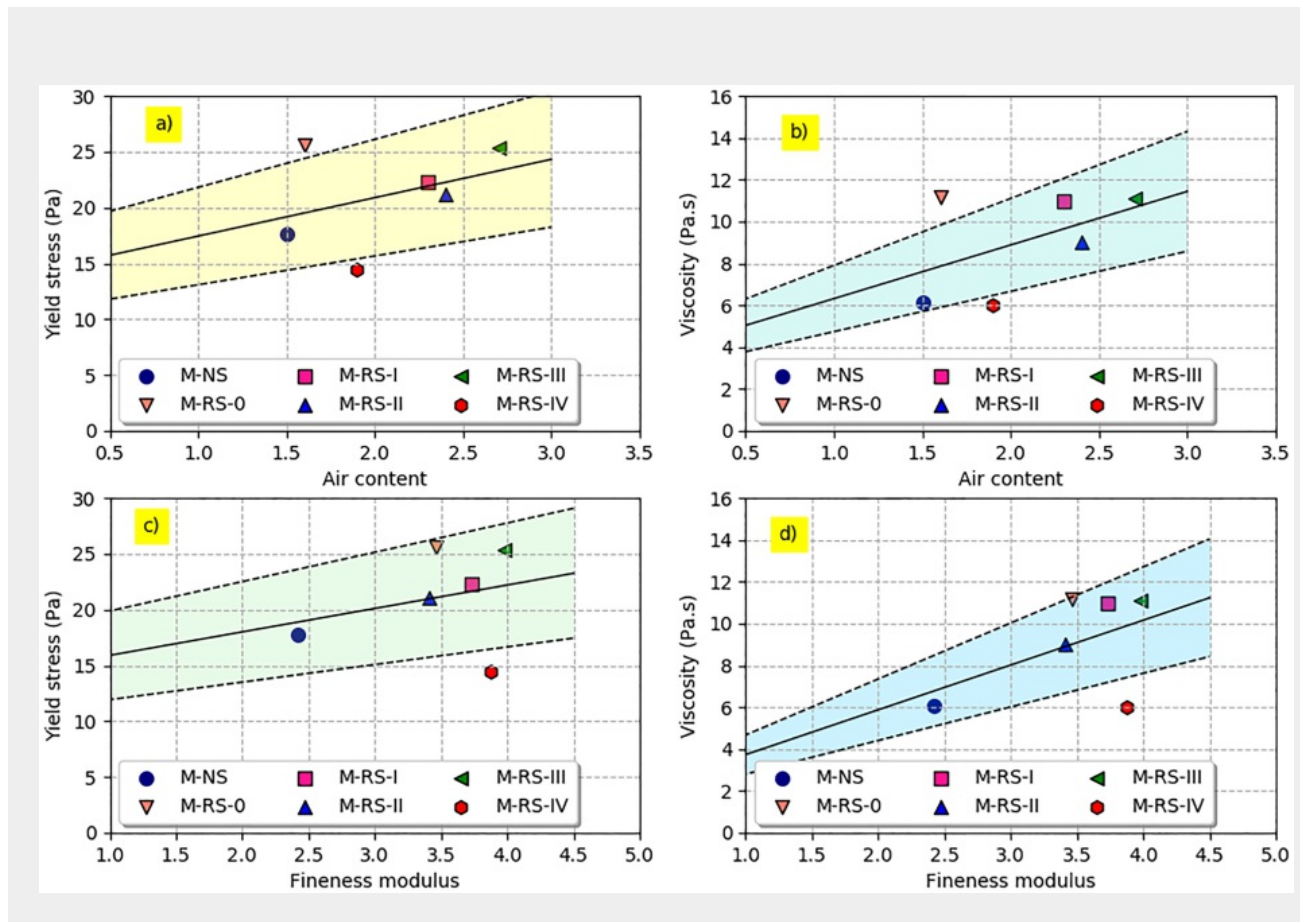 a)
Yield stress (Pa)
30
25
20
15
10
5
0
M-NS M-RS-I M-RS-III
M-RS-0 M-RS-II M-RS-IV
0.5 1.0 1.5 2.0 2.5 3.0 3.5
Air content
b)
Viscosity (Pa.s)
16
14
12
10
8
6
4
2
0
M-NS M-RS-I M-RS-III
M-RS-0 M-RS-II M-RS-IV
0.5 1.0 1.5 2.0 2.5 3.0 3.5
Air content
c)
Yield stress (Pa)
30
25
20
15
10
5
0
M-NS M-RS-I M-RS-III
M-RS-0 M-RS-II M-RS-IV
1.0 1.5 2.0 2.5 3.0 3.5 4.0 4.5 5.0
Fineness modulus
d)
Viscosity (Pa.s)
16
14
12
10
8
6
4
2
0
M-NS M-RS-I M-RS-III
M-RS-0 M-RS-II M-RS-IV
1.0 1.5 2.0 2.5 3.0 3.5 4.0 4.5 5.0
Fineness modulus